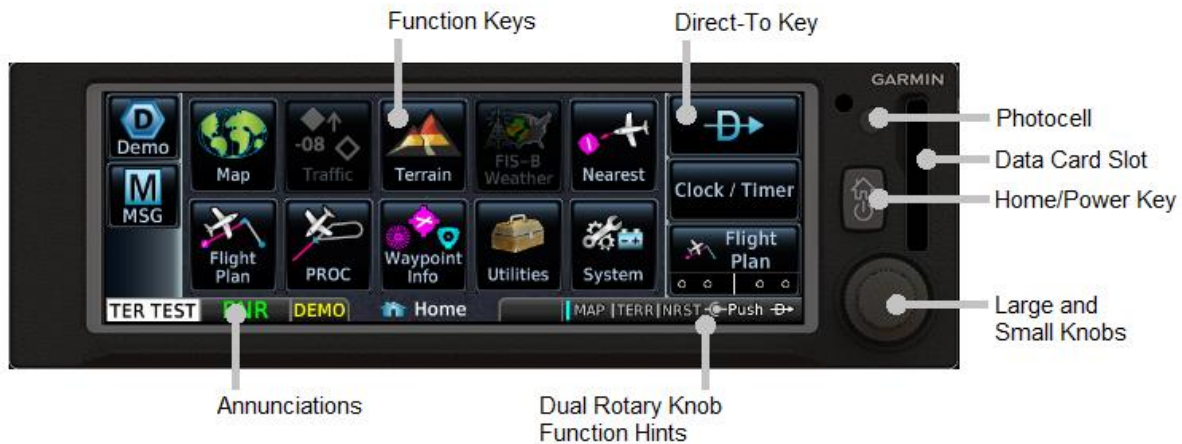 Function Keys
Direct-To Key
GARMIN
Photocell
Data Card Slot
Home/Power Key
Large and
Small Knobs
D
Demo
Map
-08
Traffic
Terrain
FIS-B
Weather
Nearest
D
Clock / Timer
M
MSG
Flight
Plan
PROC
Waypoint
Info
Utilities
System
Flight
Plan
TER TEST
DEMO
Home
MAP | TERR | NRST
Push D
Annunciations
Dual Rotary Knob
Function Hints